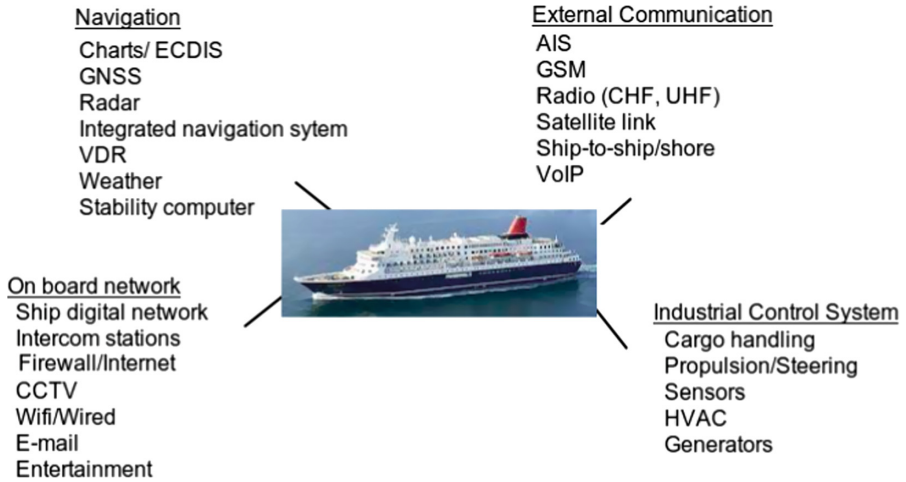 Navigation
Charts/ ECDIS
GNSS
Radar
Integrated navigation sytem
VDR
Weather
Stability computer
External Communication
AIS
GSM
Radio (CHF, UHF)
Satellite link
Ship-to-ship/shore
VoIP
On board network
Ship digital network
Intercom stations
Firewall/Internet
CCTV
Wifi/Wired
E-mail
Entertainment
Industrial Control System
Cargo handling
Propulsion/Steering
Sensors
HVAC
Generators